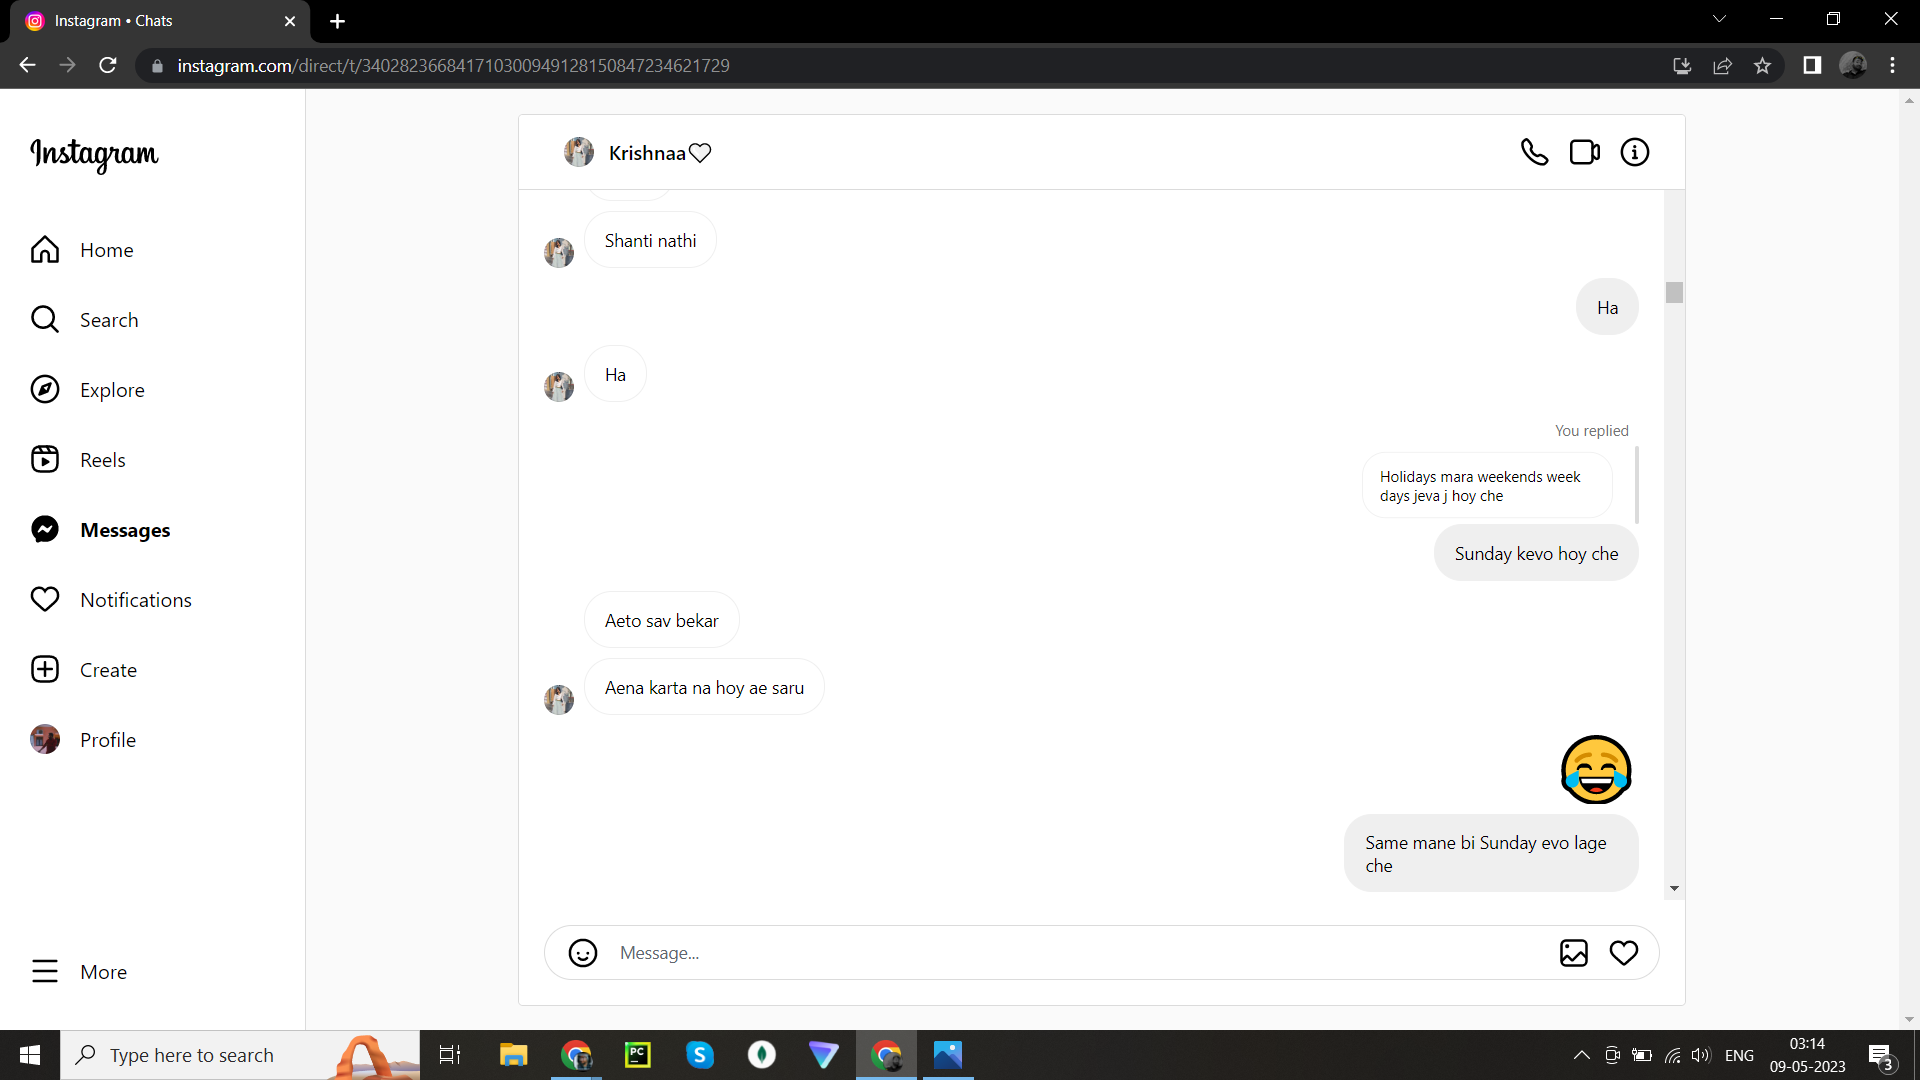 Instagram • Chats
instagram.com/direct/t/340282366841710300949128150847234621729
Instagram
Home
Search
Explore
Reels
Messages
Notifications
Create
Profile
More
Krishnaa♡
Shanti nathi
Ha
Ha
You replied
Holidays mara weekends week
days jeva j hoy che
Sunday kevo hoy che
Aeto sav bekar
Aena karta na hoy ae saru
😂
Same mane bi Sunday evo lage
che
Message...
Type here to search
PC
S
ENG
03:14
09-05-2023
3